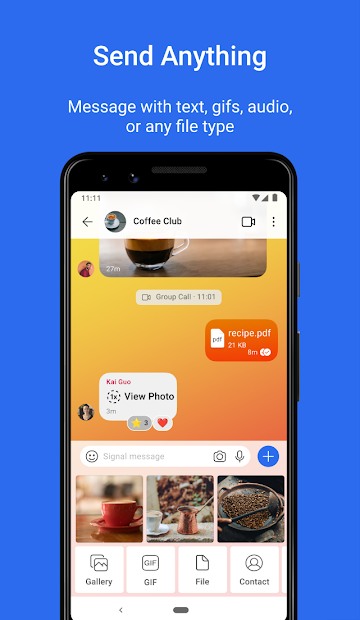 Send Anything
Message with text, gifs, audio,
or any file type
11:11
Coffee Club
27m
Group Call · 11:01
pdf
recipe.pdf
21 KB
8m
Kai Guo
1x
View Photo
3m
3
Signal message
Gallery
GIF
GIF
File
Contact